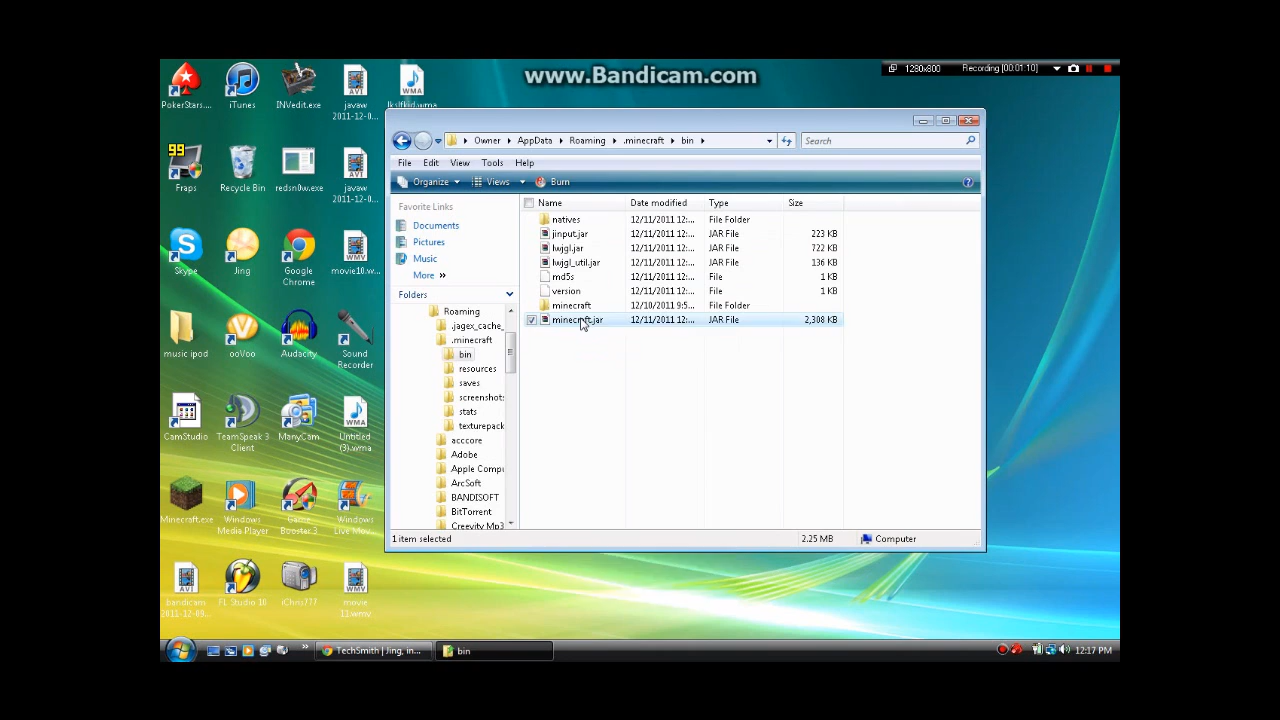 www.Bandicam.com
1280x800 Recording [00:01:10]
PokerStars....
iTunes
INVedit.exe
javaw
2011-12-0...
lkslfkjd.wma
Fraps
99
Recycle Bin
redsn0w.exe
javaw
2011-12-0...
Skype
Jing
Google
Chrome
movie10.w...
music ipod
ooVoo
Audacity
Sound
Recorder
CamStudio
TeamSpeak 3
Client
ManyCam
Untitled
(3).wma
Minecraft.exe
Windows
Media Player
Game
Booster 3
Windows
Live Mov...
bandicam
2011-12-09...
FL Studio 10
iChris777
movie
12.wmv
Owner AppData Roaming .minecraft bin
Search
File Edit View Tools Help
Organize Views Burn
Favorite Links
Documents
Pictures
Music
More »
Folders
Roaming
.jagex_cache_
.minecraft
bin
resources
saves
screenshots
stats
texturepack
acccore
Adobe
Apple Compu
ArcSoft
BANDISOFT
BitTorrent
Creevity Mp3
Name Date modified Type Size
natives 12/11/2011 12:... File Folder
jinput.jar 12/11/2011 12:... JAR File 223 KB
lwjgl.jar 12/11/2011 12:... JAR File 722 KB
lwjgl_util.jar 12/11/2011 12:... JAR File 136 KB
md5s 12/11/2011 12:... File 1 KB
version 12/11/2011 12:... File 1 KB
minecraft 12/10/2011 9:5... File Folder
minecraft.jar 12/11/2011 12:... JAR File 2,308 KB
1 item selected 2.25 MB Computer
TechSmith | Jing, in... bin 12:17 PM